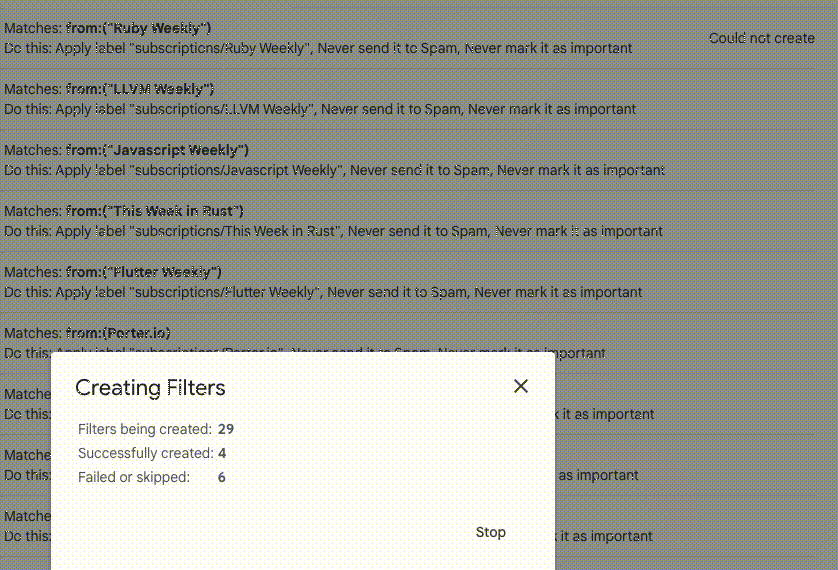 Matches: from:("Ruby Weekly")
Do this: Apply label "subscriptions/Ruby Weekly", Never send it to Spam, Never mark it as important
Could not create
Matches: from:("LLVM Weekly")
Do this: Apply label "subscriptions/LLVM Weekly", Never send it to Spam, Never mark it as important
Matches: from:("Javascript Weekly")
Do this: Apply label "subscriptions/Javascript Weekly", Never send it to Spam, Never mark it as important
Matches: from:("This Week in Rust")
Do this: Apply label "subscriptions/This Week in Rust", Never send it to Spam, Never mark it as important
Matches: from:("Flutter Weekly")
Do this: Apply label "subscriptions/Flutter Weekly", Never send it to Spam, Never mark it as important
Matches: from:(Porter.io)
Do this: Apply label "subscriptions/Porter.io", Never send it to Spam, Never mark it as important
Matche
Do this:
k it as important
Matche
Do this:
as important
Matche
Do this:
k it as important
Creating Filters
Filters being created: 29
Successfully created: 4
Failed or skipped: 6
Stop